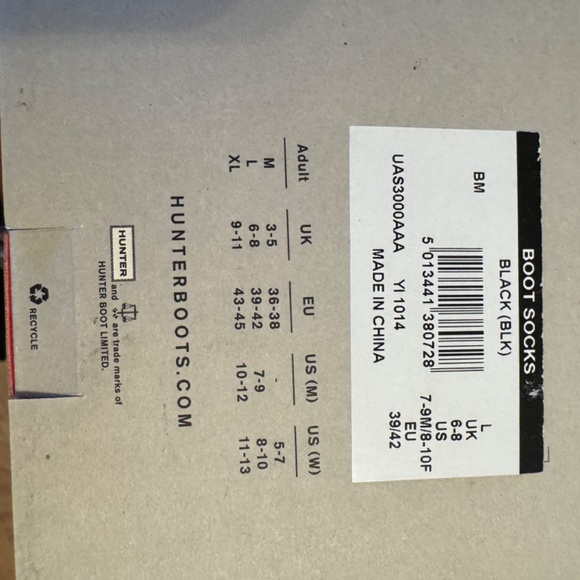 BOOT SOCKS
BLACK (BLK)
BM
5 013441 380728
UAS3000AAA YI 1014
MADE IN CHINA
L
UK
6-8
US
7-9M/8-10F
EU
39/42
Adult UK EU US (M) US (W)
M 3-5 36-38 - 5-7
L 6-8 39-42 7-9 8-10
XL 9-11 43-45 10-12 11-13
HUNTERBOOTS.COM
HUNTER and are trade marks of
HUNTER BOOT LIMITED.
RECYCLE